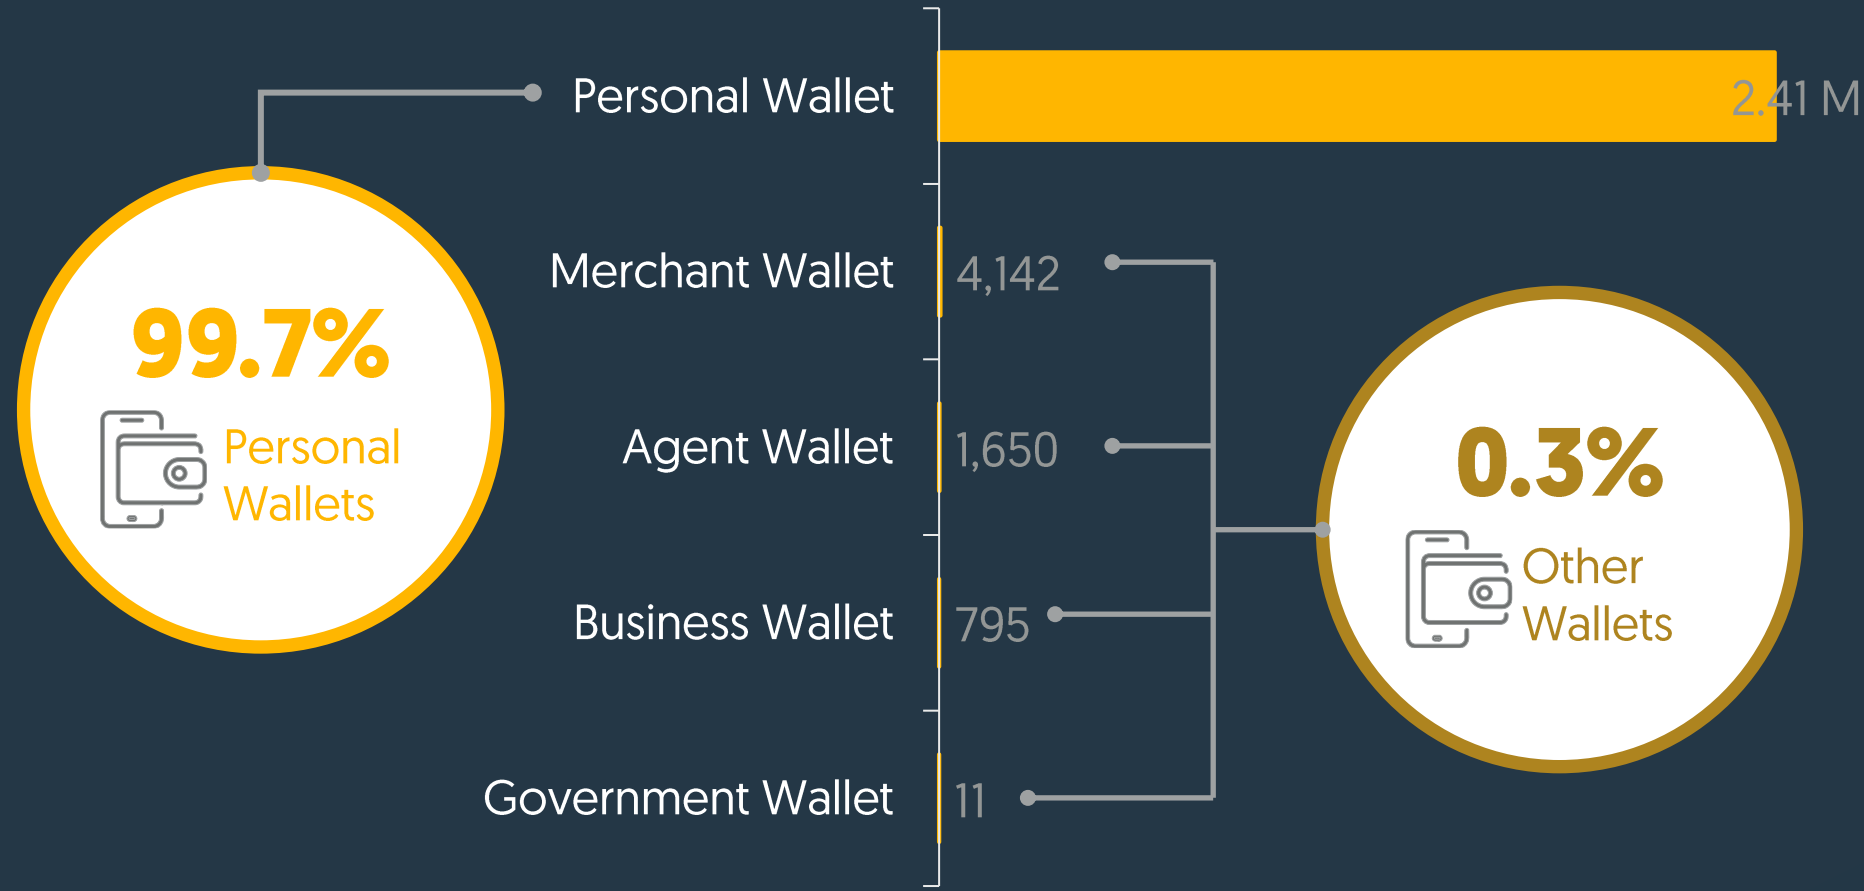 Personal Wallet
2.41 M
Merchant Wallet
4,142
Agent Wallet
1,650
Business Wallet
795
Government Wallet
11
99.7%
Personal
Wallets
0.3%
Other
Wallets